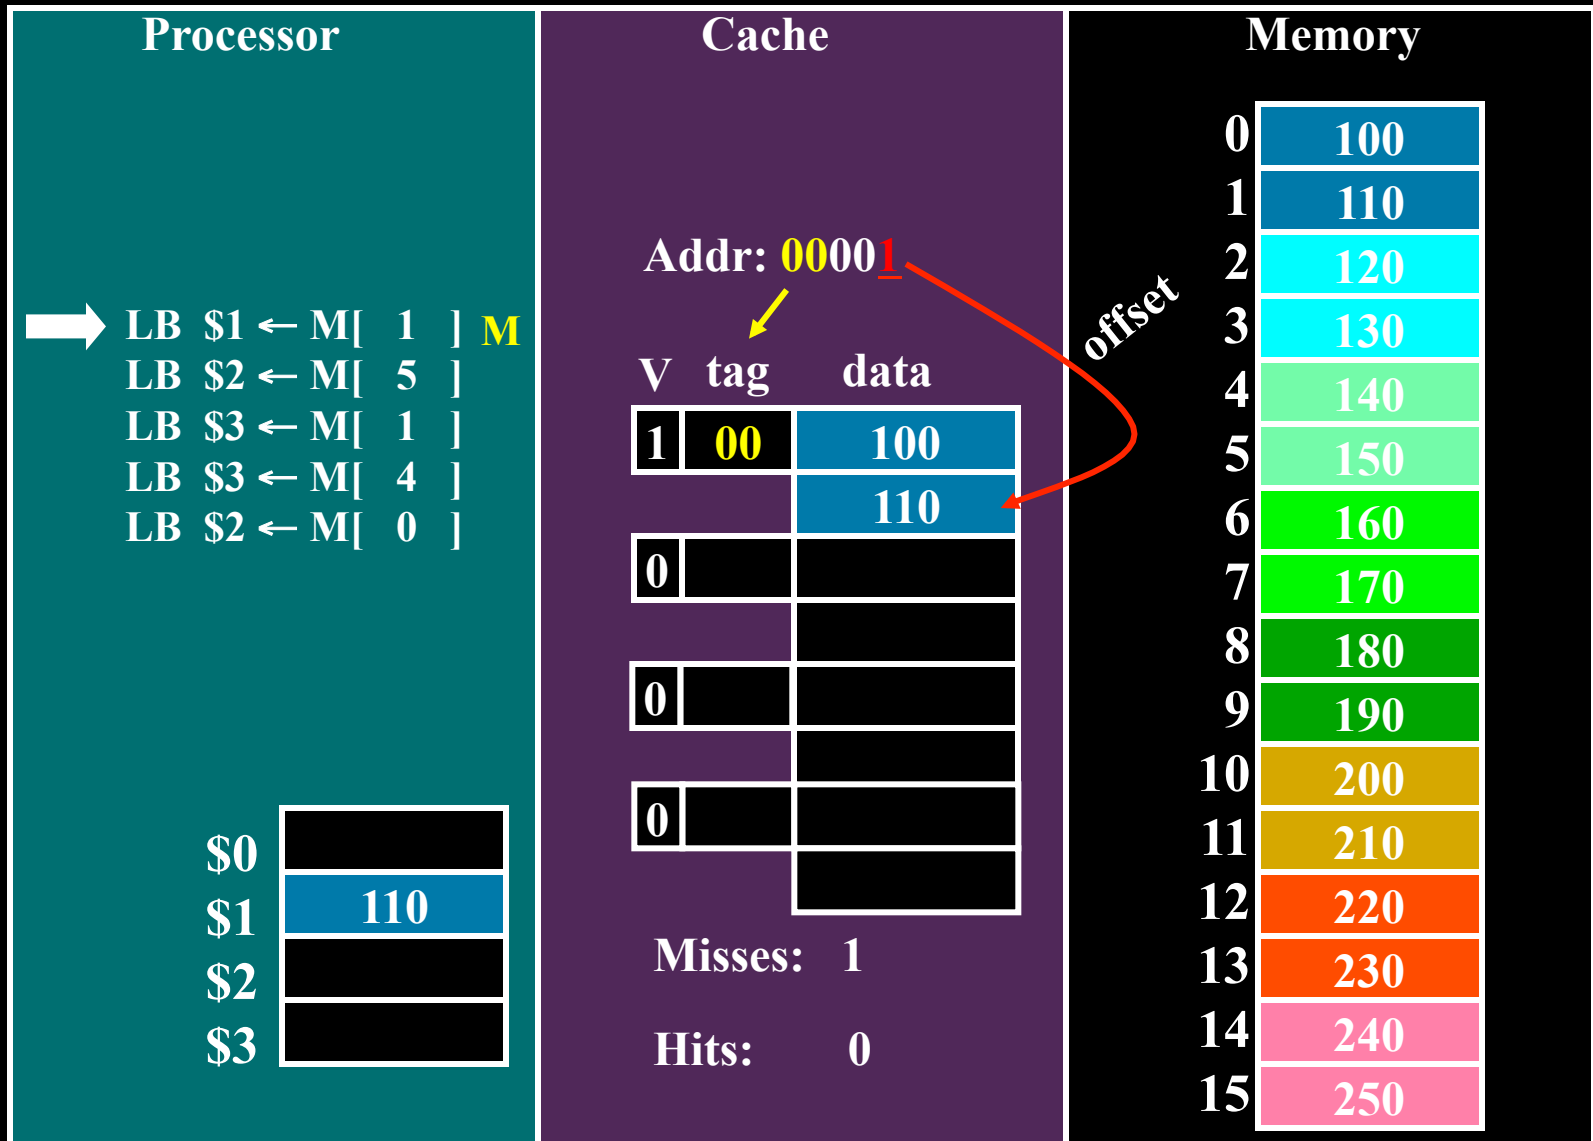 Processor
LB $1 ← M[ 1 ] M
LB $2 ← M[ 5 ]
LB $3 ← M[ 1 ]
LB $3 ← M[ 4 ]
LB $2 ← M[ 0 ]
$0
$1 110
$2
$3
Cache
Addr: 00001
V tag data
1 00 100
110
0
0
0
Misses: 1
Hits: 0
offset
Memory
0 100
1 110
2 120
3 130
4 140
5 150
6 160
7 170
8 180
9 190
10 200
11 210
12 220
13 230
14 240
15 250